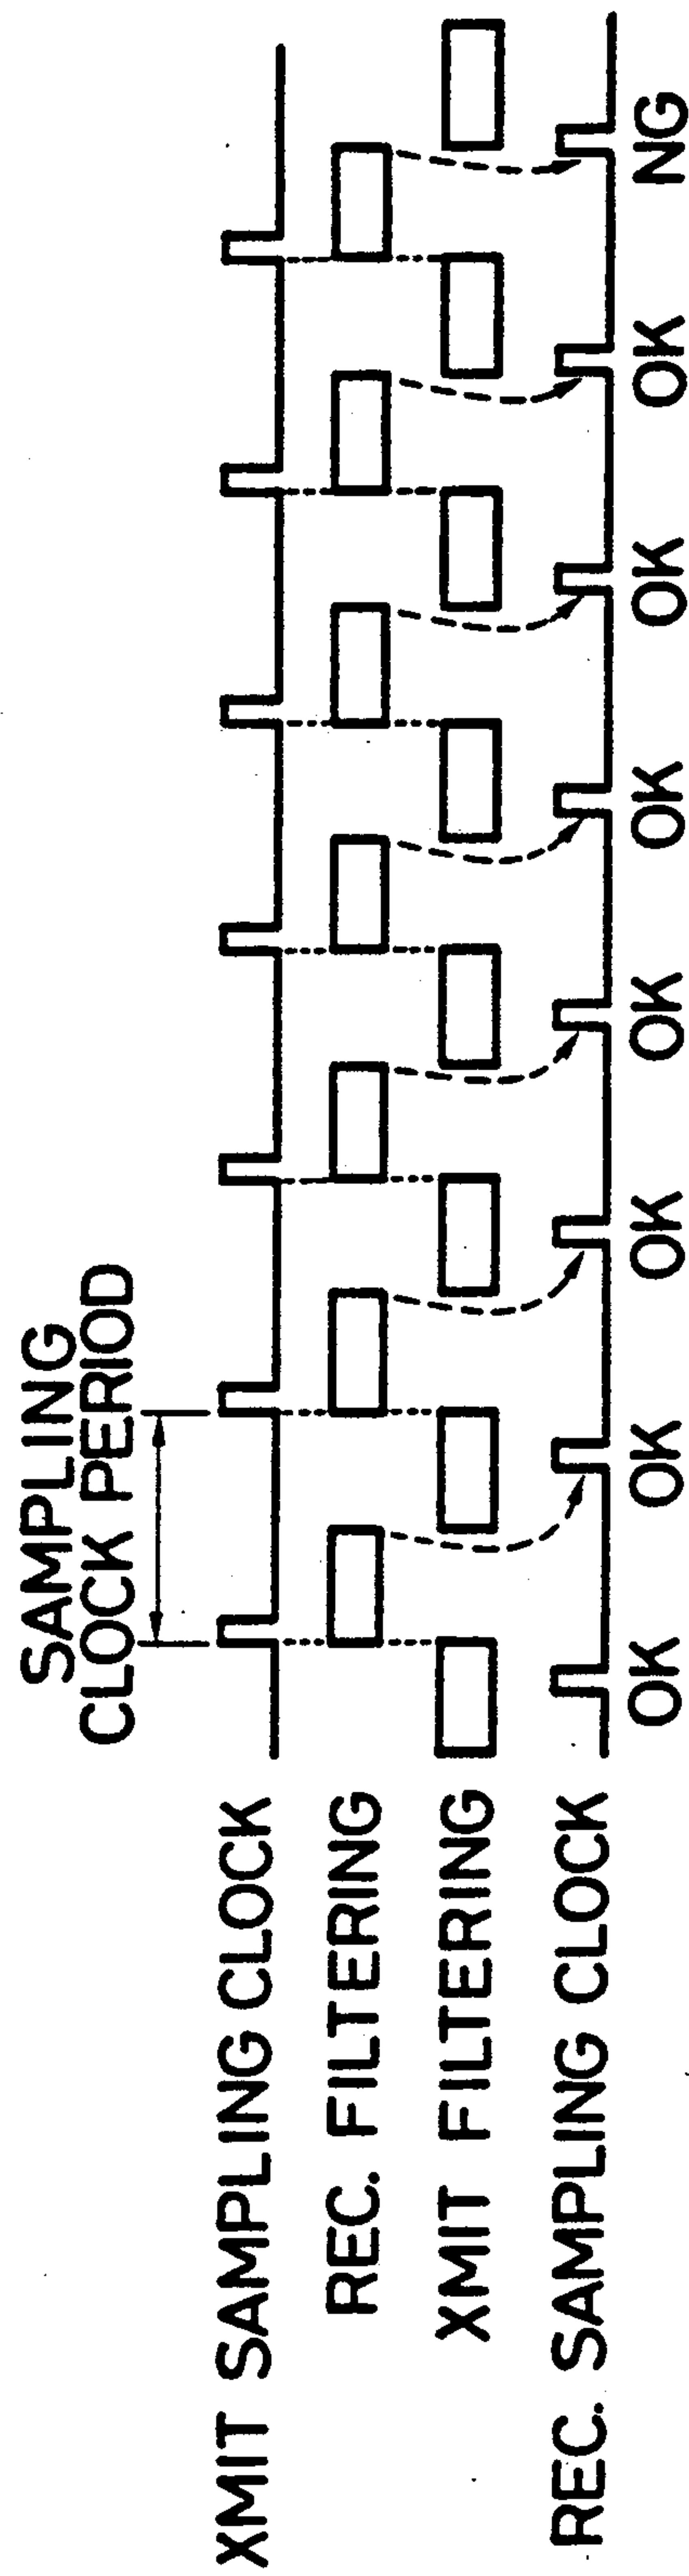 SAMPLING
CLOCK PERIOD
XMIT SAMPLING CLOCK
REC. FILTERING
XMIT FILTERING
REC. SAMPLING CLOCK
OK OK OK OK OK OK OK NG